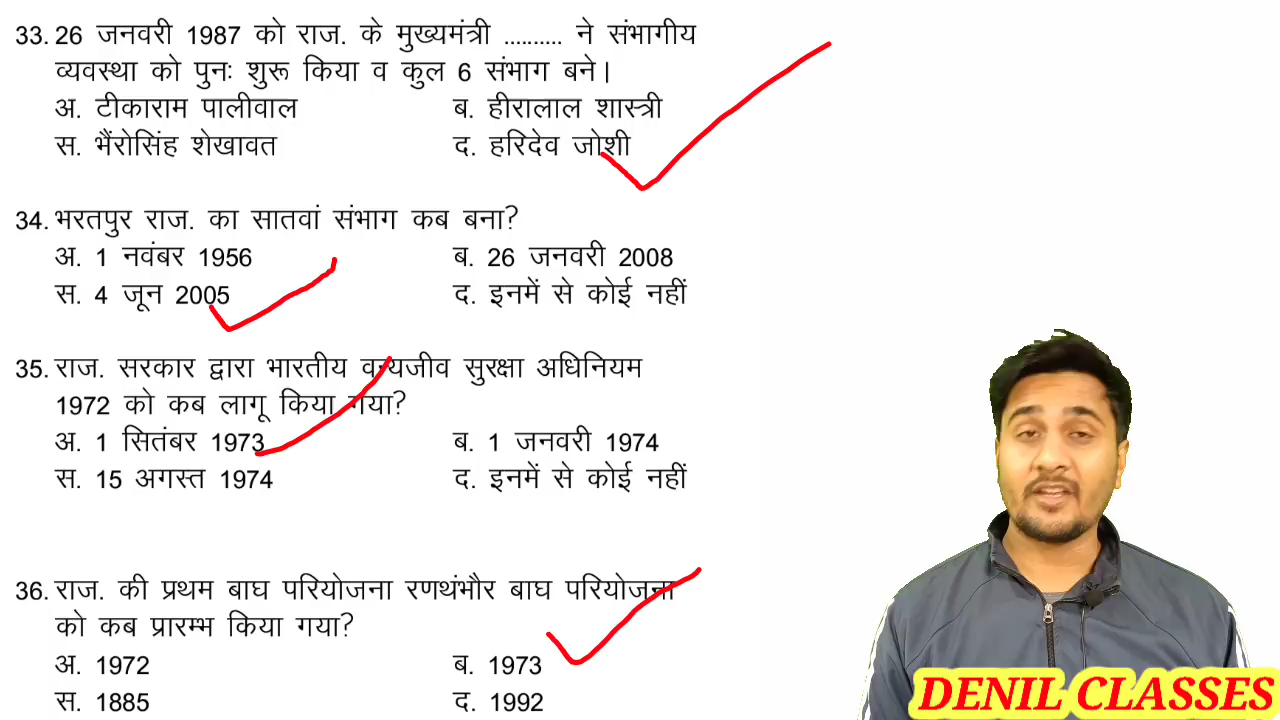 33. 26 जनवरी 1987 को राज. के मुख्यमंत्री .......... ने संभागीय
व्यवस्था को पुनः शुरू किया व कुल 6 संभाग बने।
अ. टीकाराम पालीवाल ब. हीरालाल शास्त्री
स. भैंरोसिंह शेखावत द. हरिदेव जोशी
34. भरतपुर राज. का सातवां संभाग कब बना?
अ. 1 नवंबर 1956 ब. 26 जनवरी 2008
स. 4 जून 2005 द. इनमें से कोई नहीं
35. राज. सरकार द्वारा भारतीय वन्यजीव सुरक्षा अधिनियम
1972 को कब लागू किया गया?
अ. 1 सितंबर 1973 ब. 1 जनवरी 1974
स. 15 अगस्त 1974 द. इनमें से कोई नहीं
36. राज. की प्रथम बाघ परियोजना रणथंभौर बाघ परियोजना
को कब प्रारम्भ किया गया?
अ. 1972 ब. 1973
स. 1885 द. 1992
DENIL CLASSES